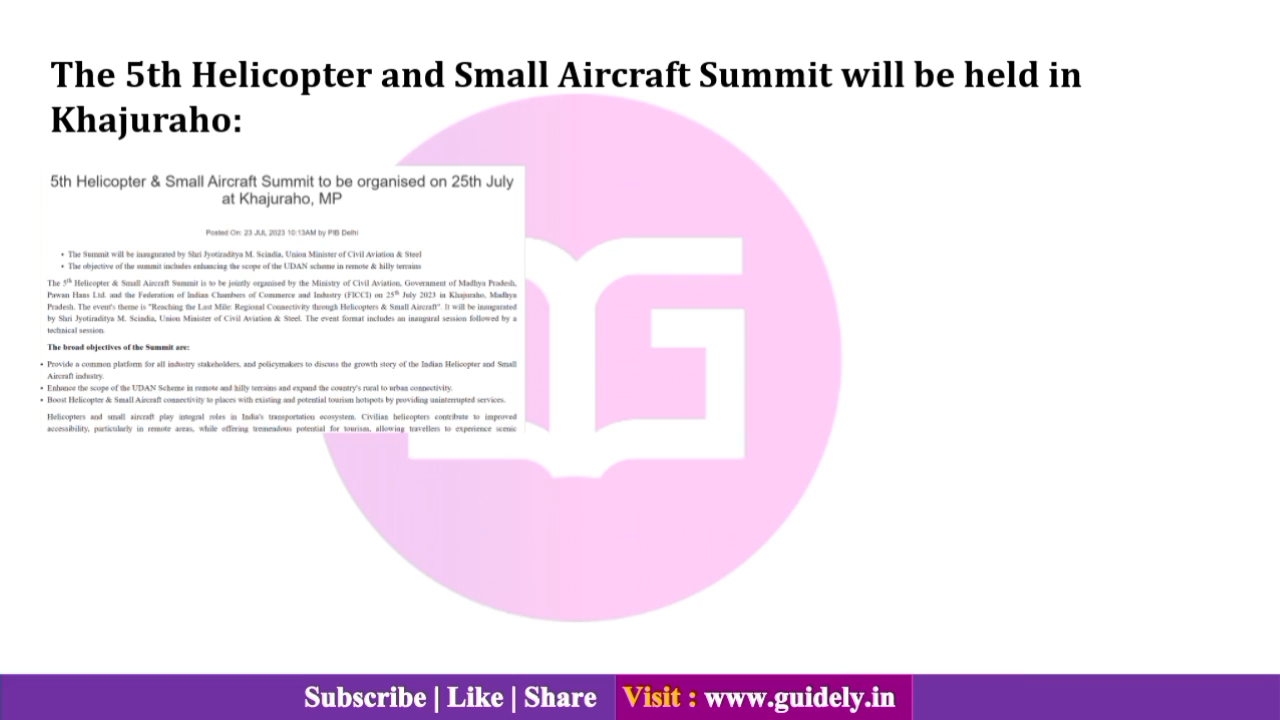 The 5th Helicopter and Small Aircraft Summit will be held in
Khajuraho:
5th Helicopter & Small Aircraft Summit to be organised on 25th July
at Khajuraho, MP
Posted On: 23 JUL 2023 10:13AM by PIB Delhi
• The Summit will be inaugurated by Shri Jyotiraditya M. Scindia, Union Minister of Civil Aviation & Steel
• The objective of the summit includes enhancing the scope of the UDAN scheme in remote & hilly terrains
The 5th Helicopter & Small Aircraft Summit is to be jointly organised by the Ministry of Civil Aviation, Government of Madhya Pradesh,
Pawan Hans Ltd. and the Federation of Indian Chambers of Commerce and Industry (FICCI) on 25th July 2023 in Khajuraho, Madhya
Pradesh. The event's theme is "Reaching the Last Mile: Regional Connectivity through Helicopters & Small Aircraft". It will be inaugurated
by Shri Jyotiraditya M. Scindia, Union Minister of Civil Aviation & Steel. The event format includes an inaugural session followed by a
technical session.
The broad objectives of the Summit are:
• Provide a common platform for all industry stakeholders, and policymakers to discuss the growth story of the Indian Helicopter and Small
Aircraft industry.
• Enhance the scope of the UDAN Scheme in remote and hilly terrains and expand the country's rural to urban connectivity.
• Boost Helicopter & Small Aircraft connectivity to places with existing and potential tourism hotspots by providing uninterrupted services.
Helicopters and small aircraft play integral roles in India's transportation ecosystem. Civilian helicopters contribute to improved
accessibility, particularly in remote areas, while offering tremendous potential for tourism, allowing travellers to experience scenic
Subscribe | Like | Share Visit : www.guidely.in